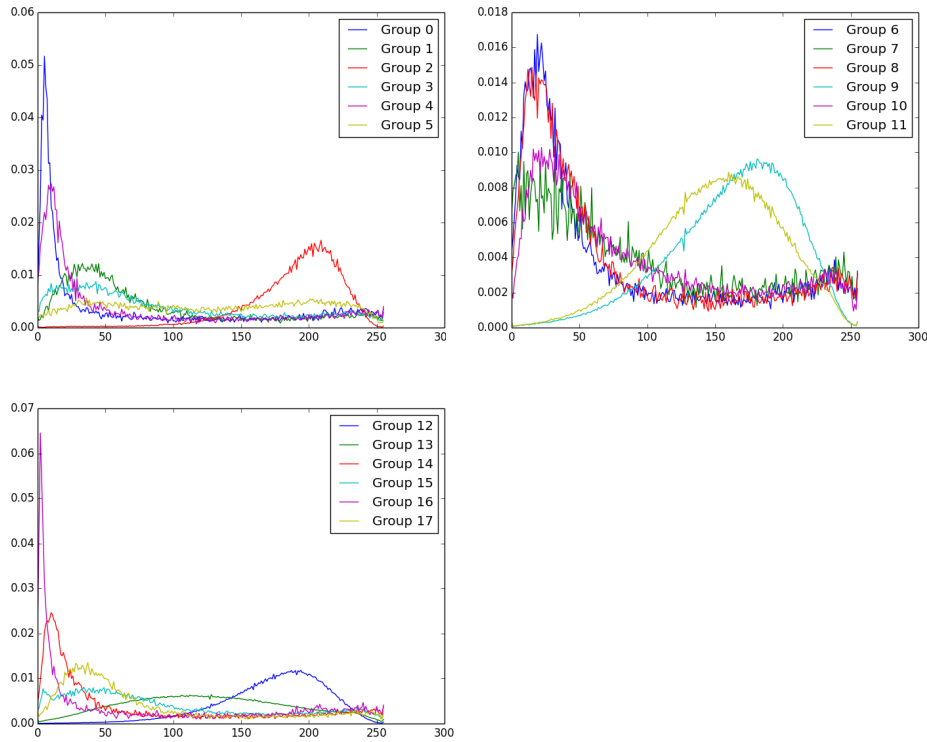 0.06
0.05
0.04
0.03
0.02
0.01
0.00
0
50
100
150
200
250
30
Group 0
Group 1
Group 2
Group 3
Group 4
Group 5
0.018
0.016
0.014
0.012
0.010
0.008
0.006
0.004
0.002
0.000
0
50
100
150
200
250
300
Group 6
Group 7
Group 8
Group 9
Group 10
Group 11
0.07
0.06
0.05
0.04
0.03
0.02
0.01
0.00
0
50
100
150
200
250
300
Group 12
Group 13
Group 14
Group 15
Group 16
Group 17